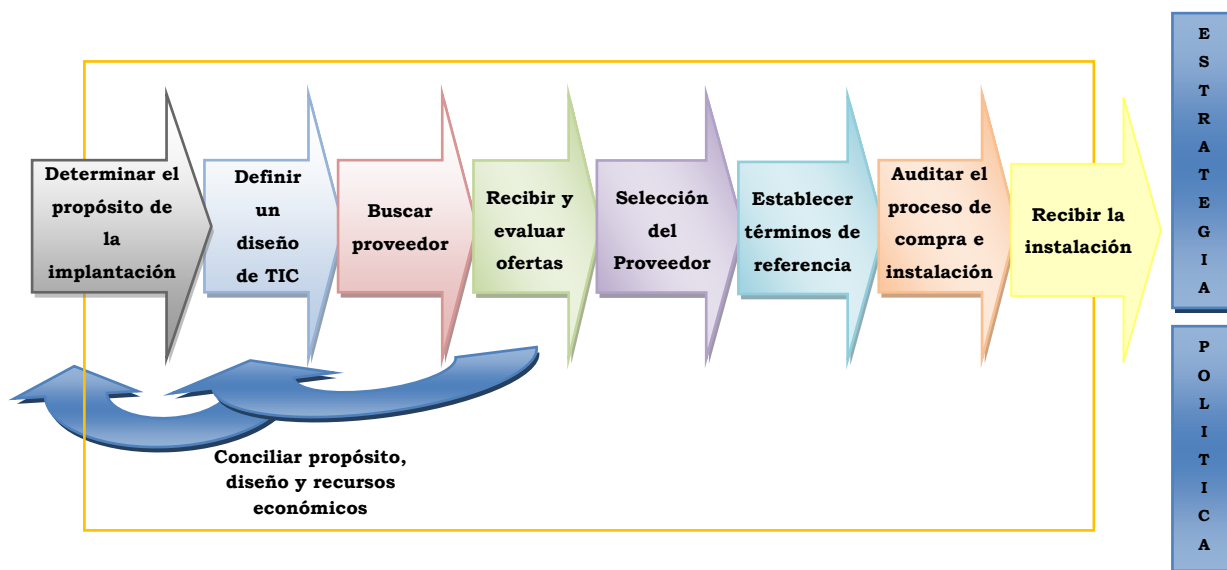 Determinar el
propósito de
la
implantación
Definir
un
diseño
de TIC
Buscar
proveedor
Recibir y
evaluar
ofertas
Selección
del
Proveedor
Establecer
términos de
referencia
Auditar el
proceso de
compra e
instalación
Recibir la
instalación
Conciliar propósito,
diseño y recursos
económicos
E
S
T
R
A
T
E
G
I
A
P
O
L
I
T
I
C
A